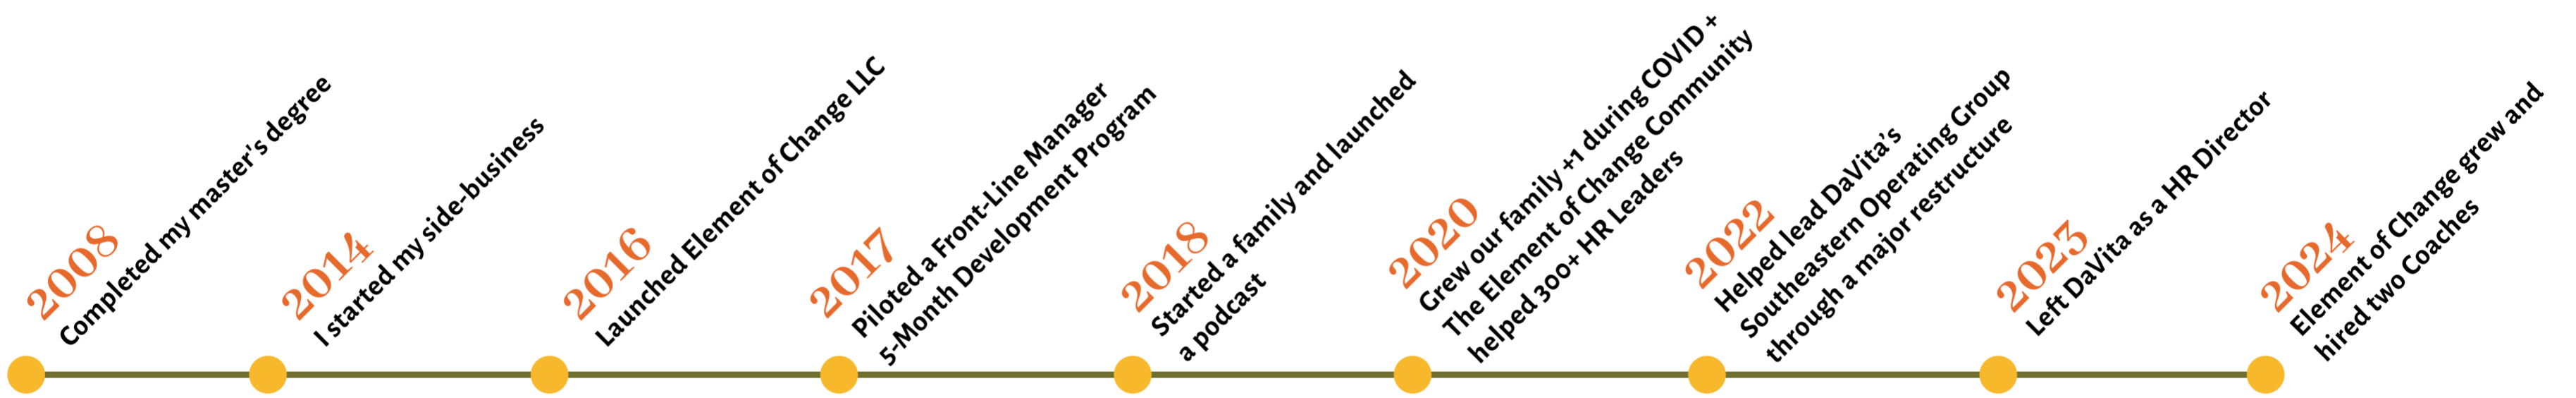 2008
Completed my master's degree
2014
I started my side-business
2016
Launched Element of Change LLC
2017
Piloted a Front-Line Manager
5-Month Development Program
2018
Started a family and launched
a podcast
2020
Grew our family +1 during COVID +
The Element of Change Community
helped 300+ HR Leaders
2022
Helped lead DaVita’s
Southeastern Operating Group
through a major restructure
2023
Left DaVita as a HR Director
2024
Element of Change grew and
hired two Coaches